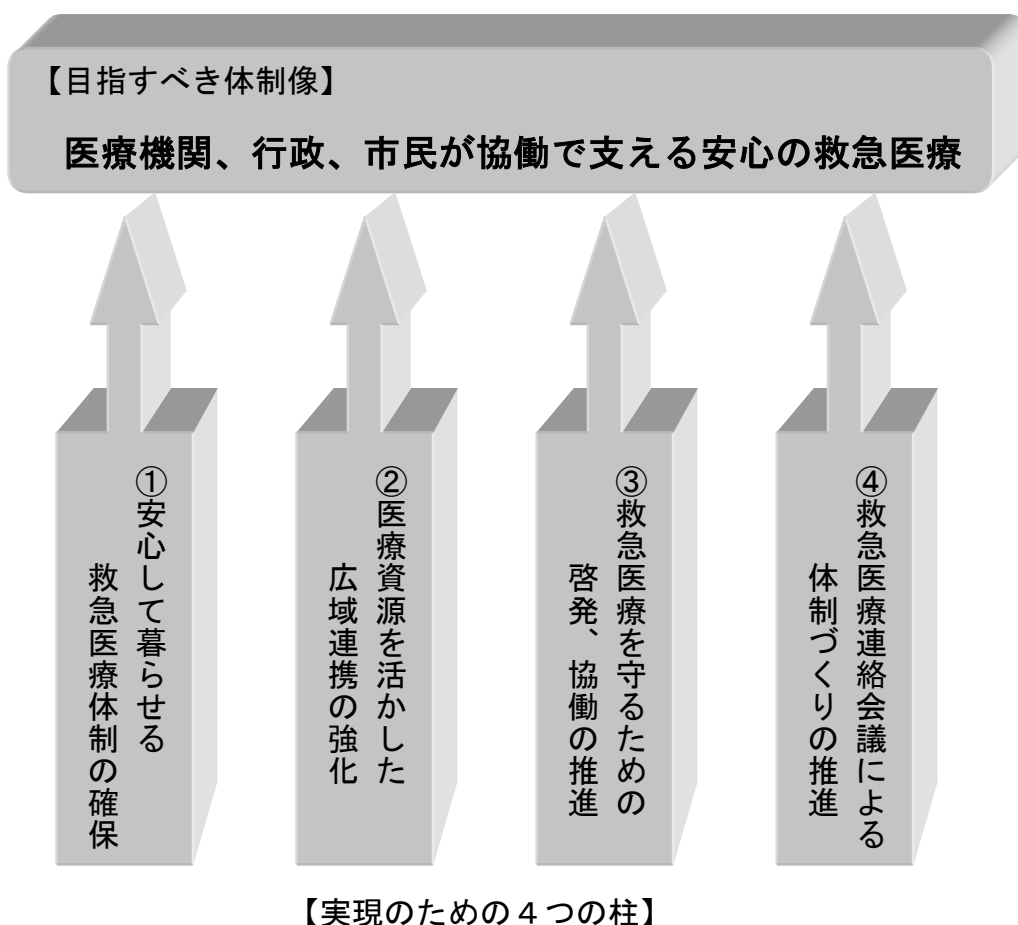 【目指すべき体制像】
医療機関、行政、市民が協働で支える安心の救急医療
①安心して暮らせる
救急医療体制の確保
②医療資源を活かした
広域連携の強化
③救急医療を守るための
啓発、協働の推進
④救急医療連絡会議による
体制づくりの推進
【実現のための４つの柱】